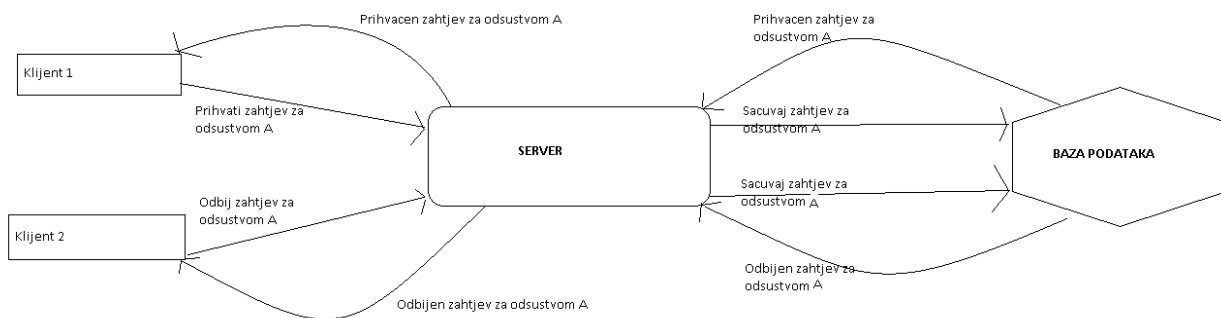 Prihvacen zahtjev za odsustvom A
Prihvacen zahtjev za
odsustvom A
Klijent 1
Prihvati zahtjev za
odsustvom A
Sacuvaj zahtjev za
odsustvom A
SERVER
BAZA PODATAKA
Sacuvaj zahtjev za
odsustvom A
Odbij zahtjev za
odsustvom A
Klijent 2
Odbijen zahtjev za
odsustvom A
Odbijen zahtjev za odsustvom A